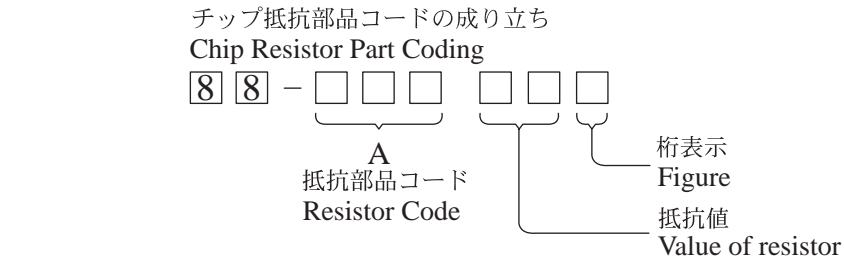 チップ抵抗部品コードの成り立ち
Chip Resistor Part Coding
8 8 – □ □ □ □ □ □
A
抵抗部品コード
Resistor Code
桁表示
Figure
抵抗値
Value of resistor